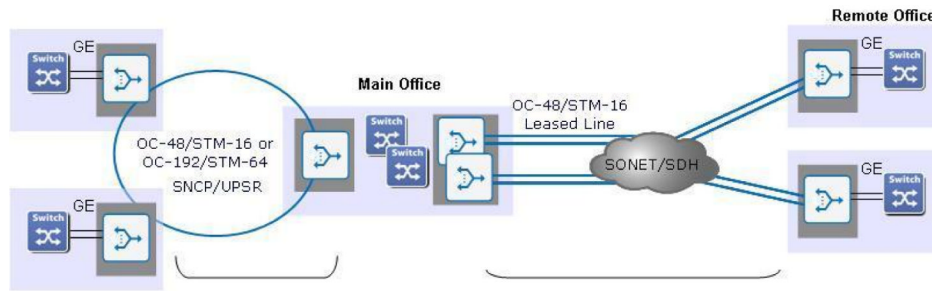 Remote Office
GE
Switch
Main Office
OC-48/STM-16 or
OC-192/STM-64
SNCP/UPSR
Switch
Switch
OC-48/STM-16
Leased Line
SONET/SDH
GE
Switch
GE
Switch
GE
Switch